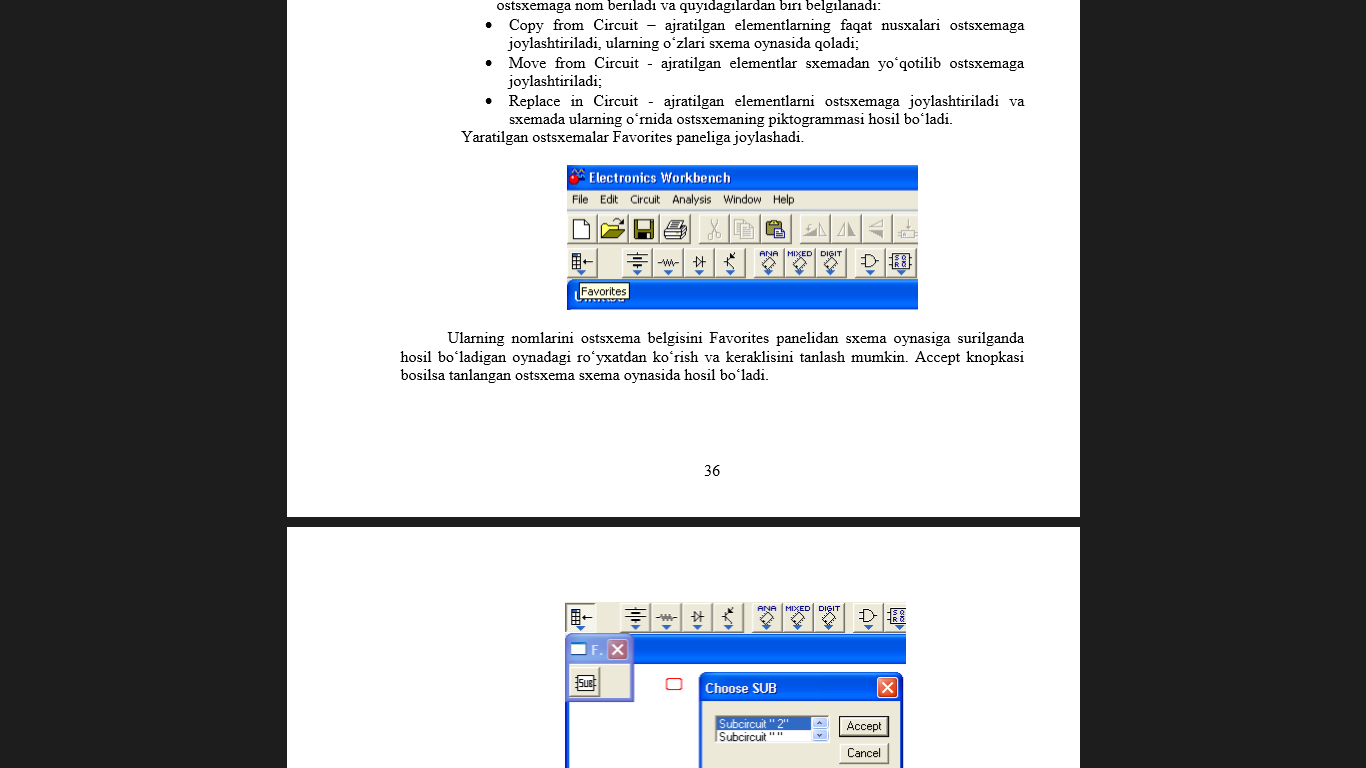 ostsxemaga nom beriladi va quyidagilardan biri belgilanadi:
• Copy from Circuit – ajratilgan elementlarning faqat nusxalari ostsxemaga
joylashtiriladi, ularning o‘zlari sxema oynasida qoladi;
• Move from Circuit - ajratilgan elementlar sxemadan yo‘qotilib ostsxemaga
joylashtiriladi;
• Replace in Circuit - ajratilgan elementlarni ostsxemaga joylashtiriladi va
sxemada ularning o‘rnida ostsxemaning piktogrammasi hosil bo‘ladi.
Yaratilgan ostsxemalar Favorites paneliga joylashadi.
Electronics Workbench
File Edit Circuit Analysis Window Help
ANA MIXED DIGIT
Favorites
Ularning nomlarini ostsxema belgisini Favorites panelidan sxema oynasiga surilganda
hosil bo‘ladigan oynadagi ro‘yxatdan ko‘rish va keraklisini tanlash mumkin. Accept knopkasi
bosilsa tanlangan ostsxema sxema oynasida hosil bo‘ladi.
36
ANA MIXED DIGIT
F.
SUB
Choose SUB
Subcircuit "2"
Subcircuit ""
Accept
Cancel